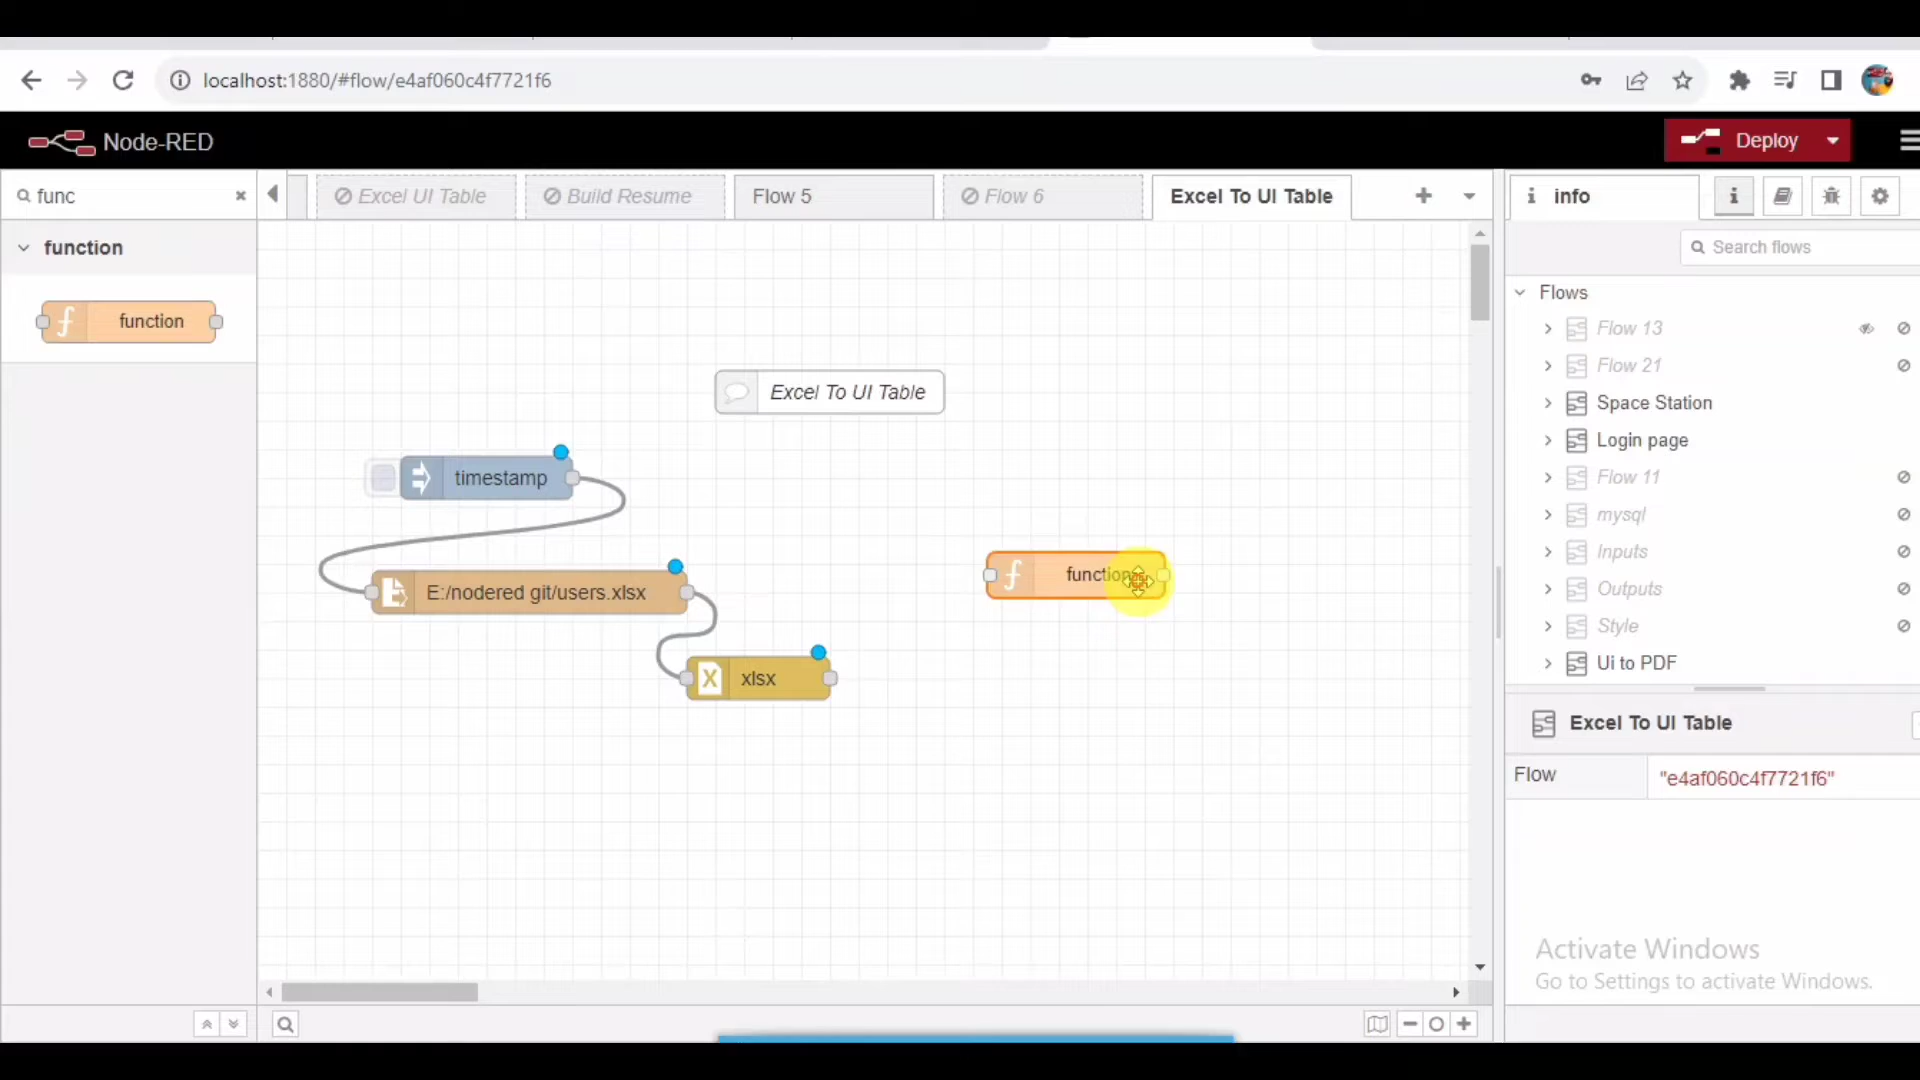 localhost:1880/#flow/e4af060c4f7721f6
Node-RED
Deploy
func
Excel UI Table
Build Resume
Flow 5
Flow 6
Excel To UI Table
info
function
Search flows
function
Flows
Flow 13
Flow 21
Excel To UI Table
Space Station
Login page
timestamp
Flow 11
mysql
Inputs
function
E:/nodered git/users.xlsx
Outputs
Style
xlsx
Ui to PDF
Excel To UI Table
Flow
"e4af060c4f7721f6"
Activate Windows
Go to Settings to activate Windows.